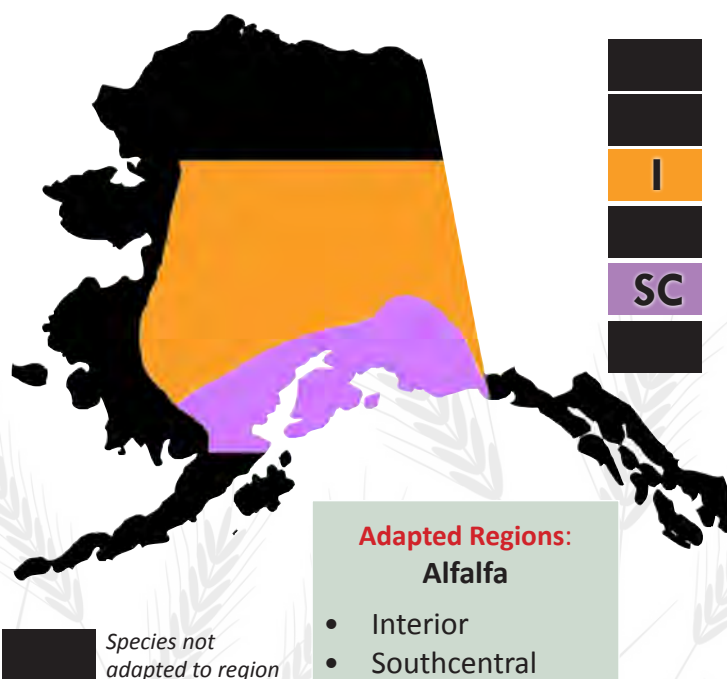 I
SC
Adapted Regions:
Alfalfa
• Interior
• Southcentral
Species not
adapted to region